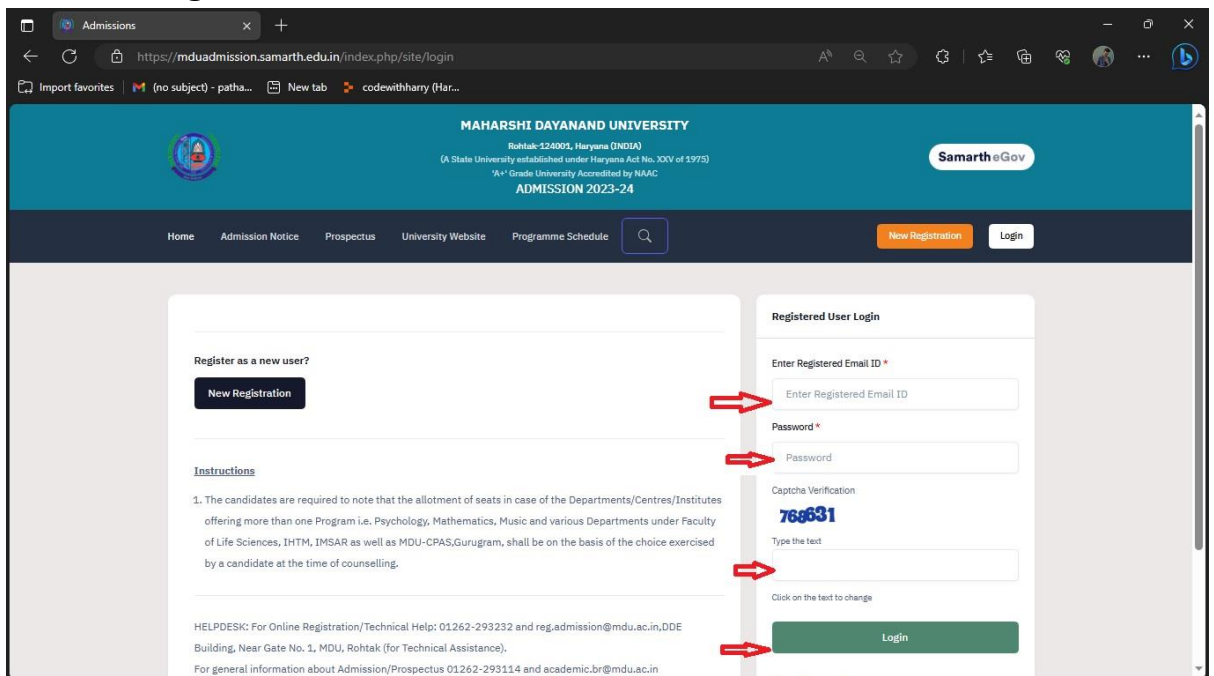 Admissions
https://mduadmission.samarth.edu.in/index.php/site/login
Import favorites
(no subject) - patha...
New tab
codewithharry (Har...
MAHARSHI DAYANAND UNIVERSITY
Rohtak-124001, Haryana (INDIA)
(A State University established under Haryana Act No. XXV of 1975)
'A+' Grade University Accredited by NAAC
ADMISSION 2023-24
Samarth eGov
Home
Admission Notice
Prospectus
University Website
Programme Schedule
New Registration
Login
Register as a new user?
New Registration
Instructions
1. The candidates are required to note that the allotment of seats in case of the Departments/Centres/Institutes
offering more than one Program i.e. Psychology, Mathematics, Music and various Departments under Faculty
of Life Sciences, IHTM, IMSAR as well as MDU-CPAS,Gurugram, shall be on the basis of the choice exercised
by a candidate at the time of counselling.
HELPDESK: For Online Registration/Technical Help: 01262-293232 and reg.admission@mdu.ac.in,DDE
Building, Near Gate No. 1, MDU, Rohtak (for Technical Assistance).
For general information about Admission/Prospectus 01262-293114 and academic.br@mdu.ac.in
Registered User Login
Enter Registered Email ID *
Enter Registered Email ID
Password *
Password
Captcha Verification
768631
Type the text
Click on the text to change
Login